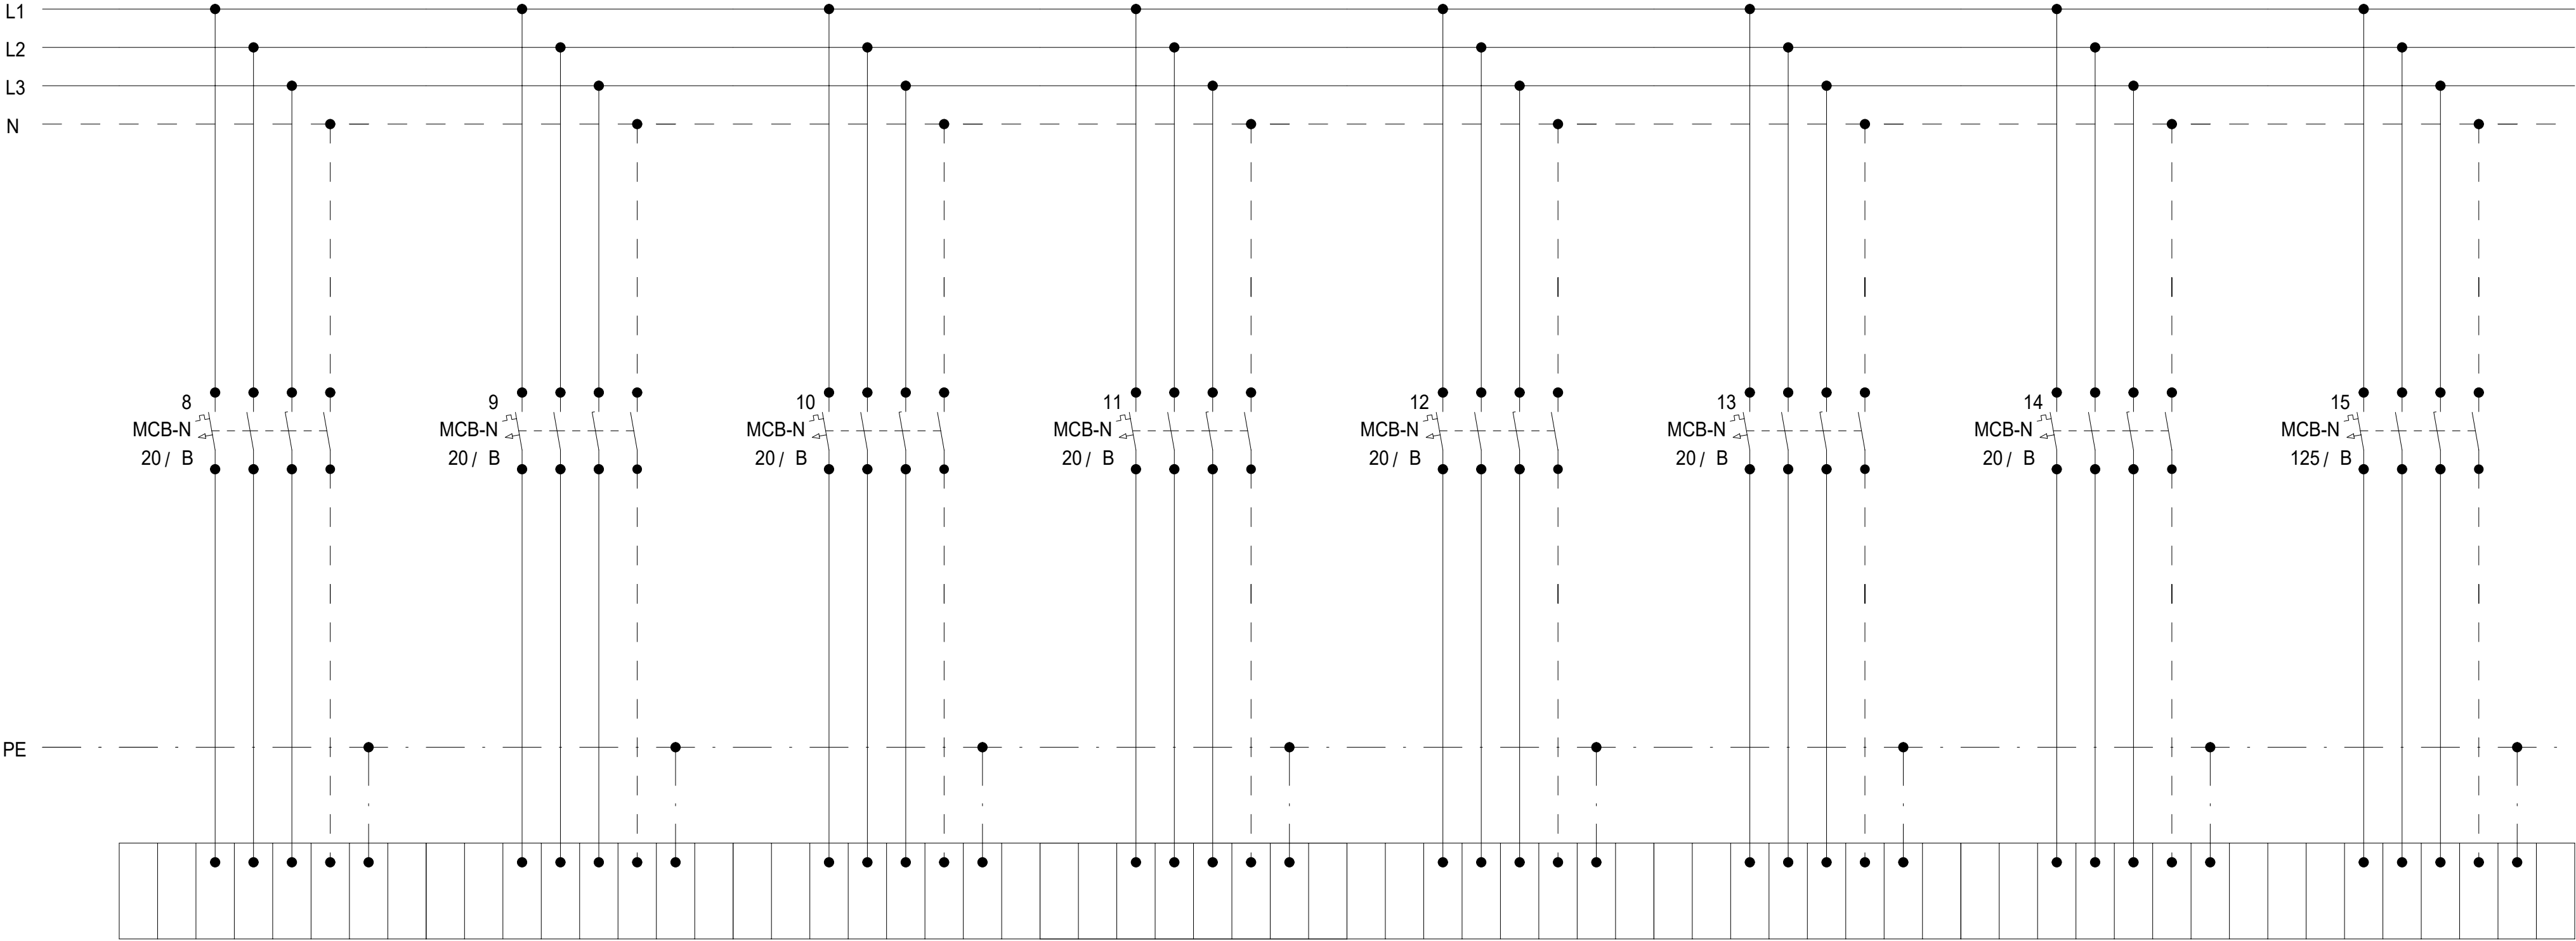 L1
L2
L3
N
8
MCB-N
20 / B
9
MCB-N
20 / B
10
MCB-N
20 / B
11
MCB-N
20 / B
12
MCB-N
20 / B
13
MCB-N
20 / B
14
MCB-N
20 / B
15
MCB-N
125 / B
PE